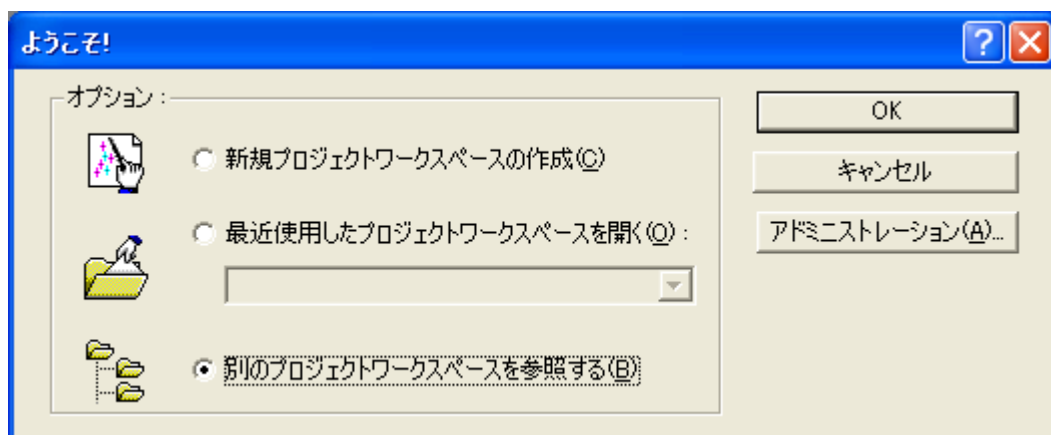 ようこそ!
オプション :
新規プロジェクトワークスペースの作成(C)
最近使用したプロジェクトワークスペースを開く(O) :
別のプロジェクトワークスペースを参照する(B)
OK
キャンセル
アドミニストレーション(A)...